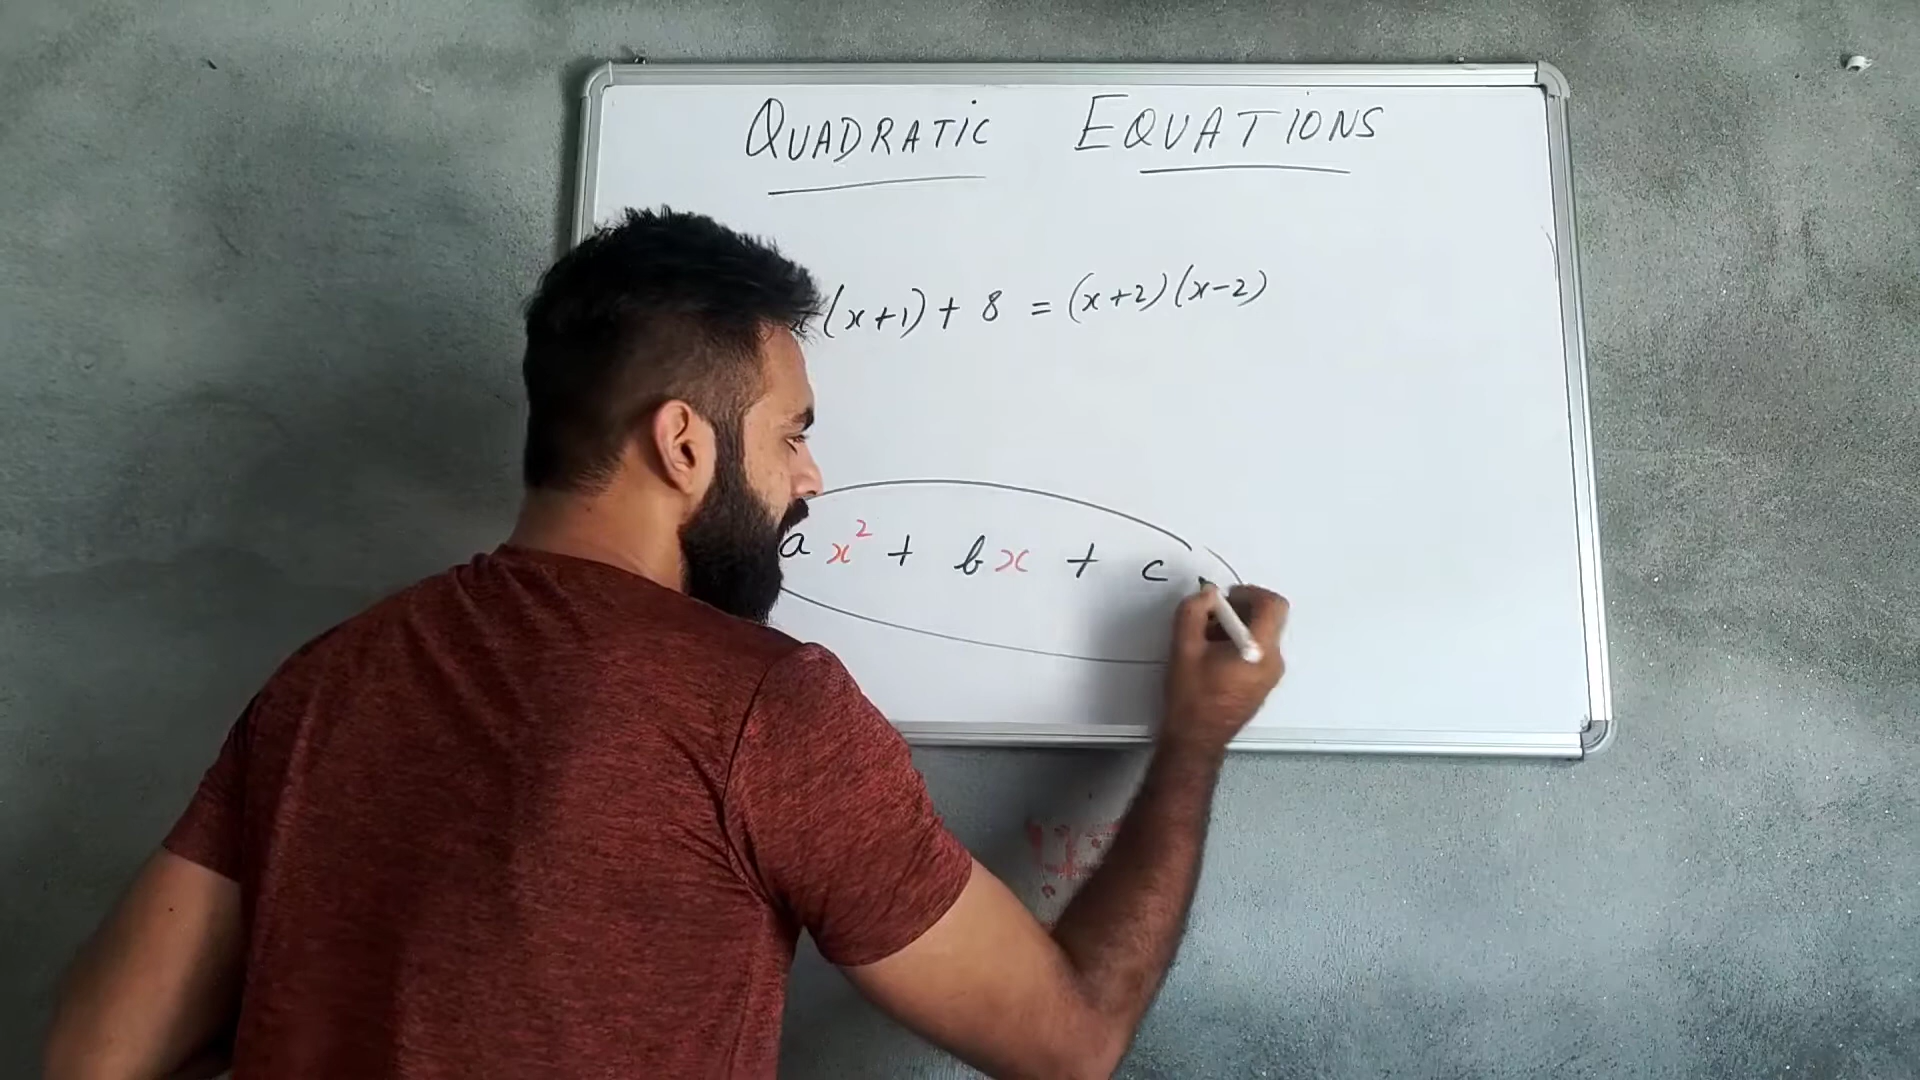 QUADRATIC EQUATIONS
x(x+1)+8 = (x+2)(x-2)
ax²+ bx + c